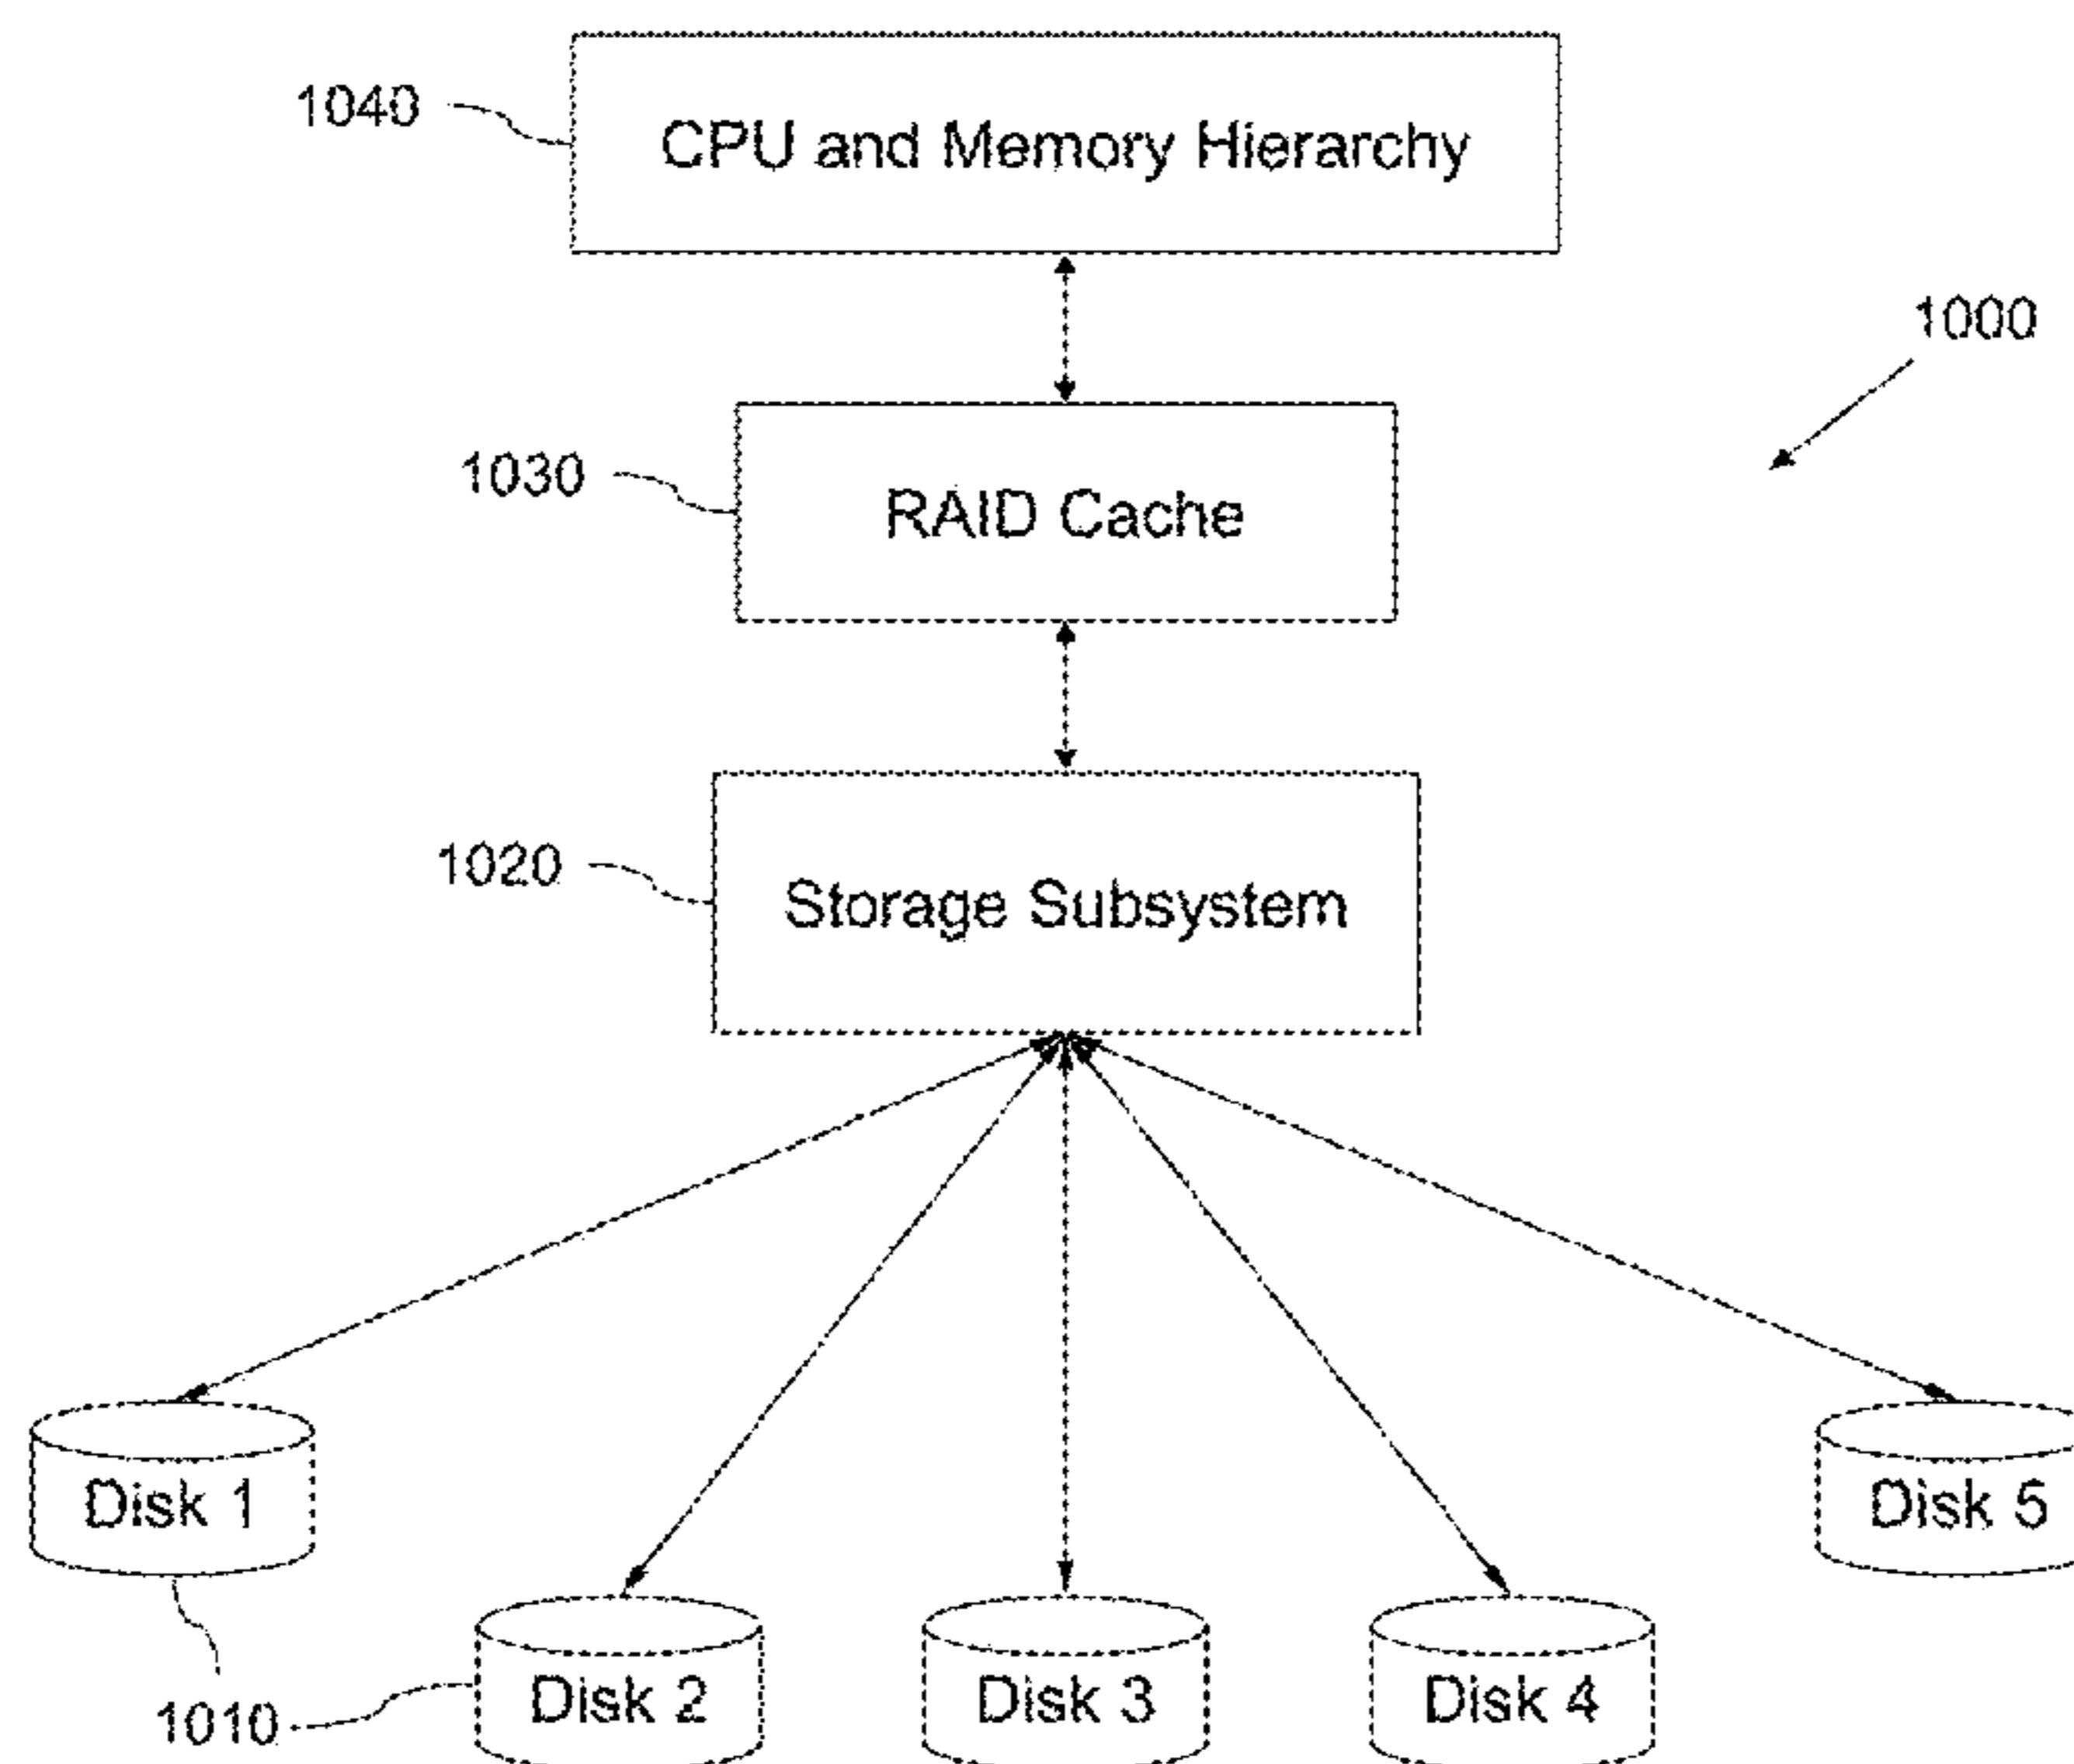 1040
CPU and Memory Hierarchy
1000
1030
RAID Cache
1020
Storage Subsystem
Disk 1
Disk 5
1010
Disk 2
Disk 3
Disk 4